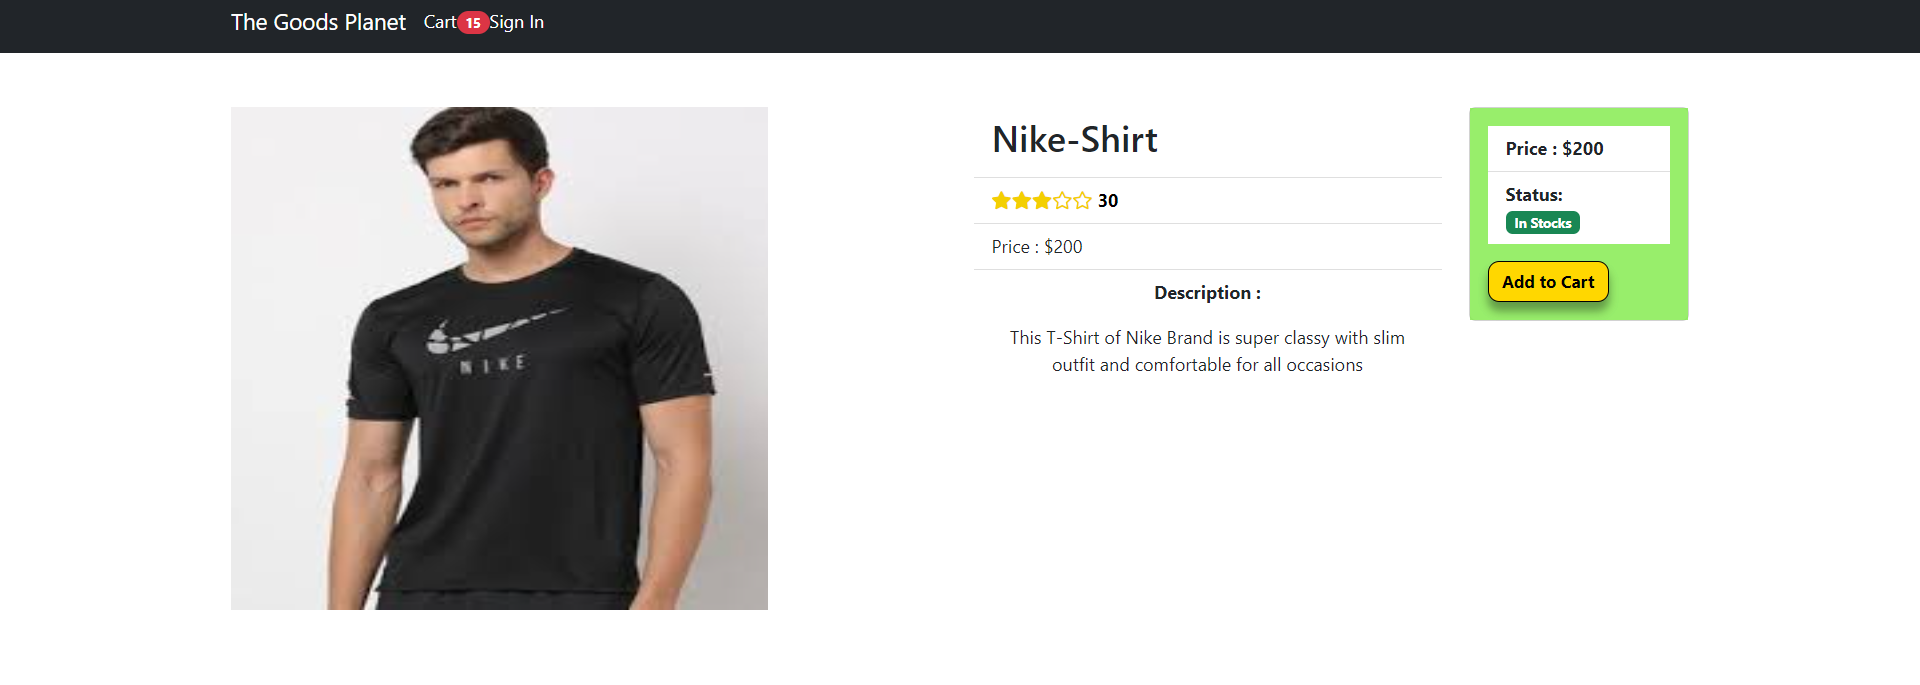 The Goods Planet Cart 15 Sign In
NIKE
Nike-Shirt
30
Price : $200
Description :
This T-Shirt of Nike Brand is super classy with slim
outfit and comfortable for all occasions
Price : $200
Status:
In Stocks
Add to Cart